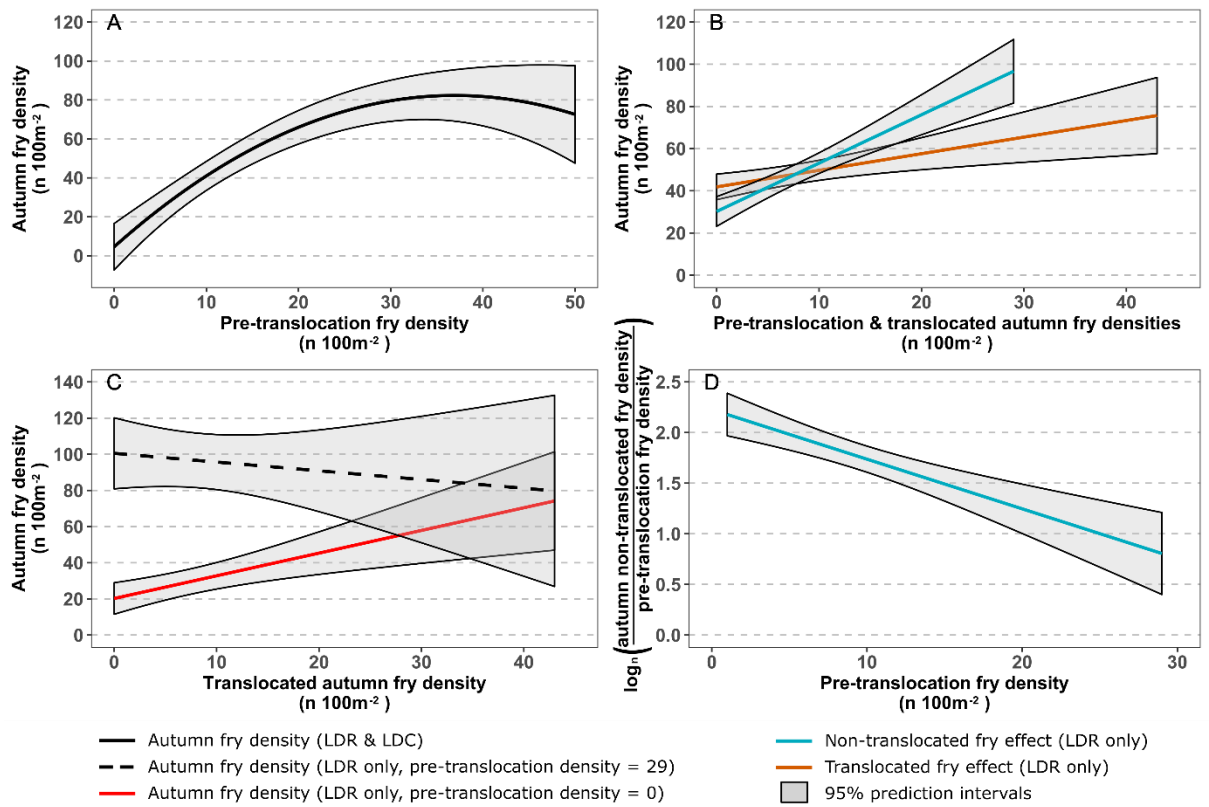 A
120
100
80
60
40
20
0
Autumn fry density
(n 100m⁻² )
0 10 20 30 40 50
Pre-translocation fry density
(n 100m⁻² )
B
120
100
80
60
40
20
0
Autumn fry density
(n 100m⁻² )
0 20 40
Pre-translocation & translocated autumn fry densities
(n 100m⁻² )
C
140
120
100
80
60
40
20
0
Autumn fry density
(n 100m⁻² )
0 10 20 30 40
Translocated autumn fry density
(n 100m⁻² )
D
2.5
2.0
1.5
1.0
0.5
0.0
logₙ(autumn non-translocated fry density
pre-translocation fry density)
0 10 20 30
Pre-translocation fry density
(n 100m⁻² )
Autumn fry density (LDR & LDC)
Autumn fry density (LDR only, pre-translocation density = 29)
Autumn fry density (LDR only, pre-translocation density = 0)
Non-translocated fry effect (LDR only)
Translocated fry effect (LDR only)
95% prediction intervals